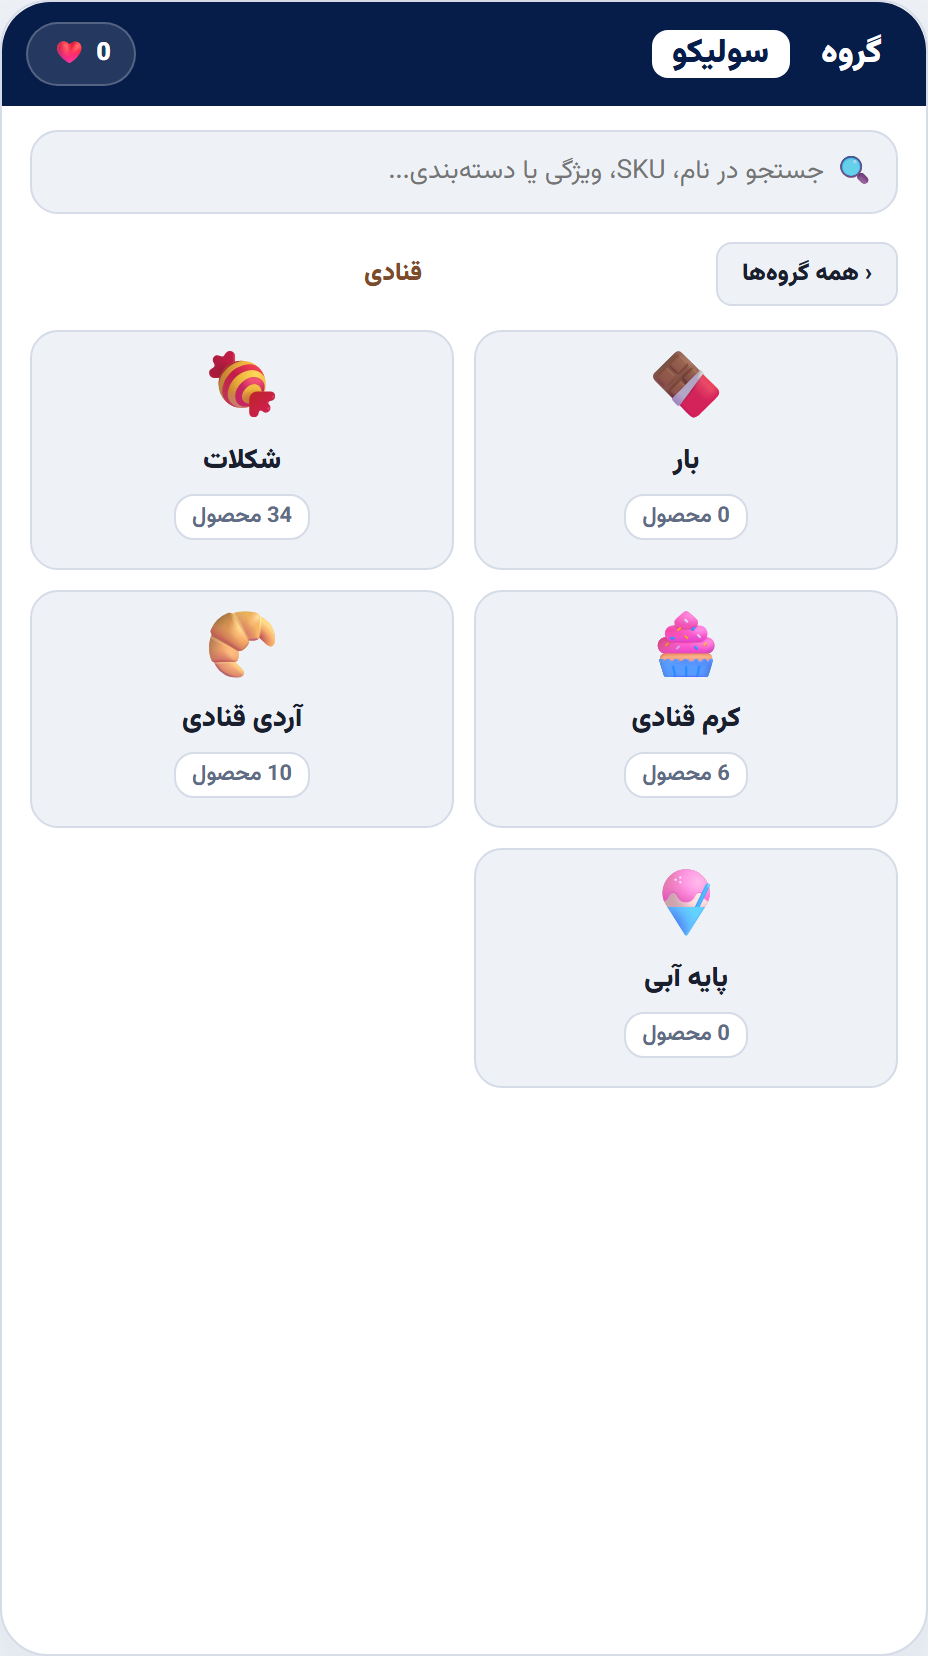 گروه سولیکو
0
جستجو در نام، SKU، ویژگی یا دسته‌بندی...
‹ همه گروه‌ها
قنادی
بار
0 محصول
شکلات
34 محصول
کرم قنادی
6 محصول
آردی قنادی
10 محصول
پایه آبی
0 محصول